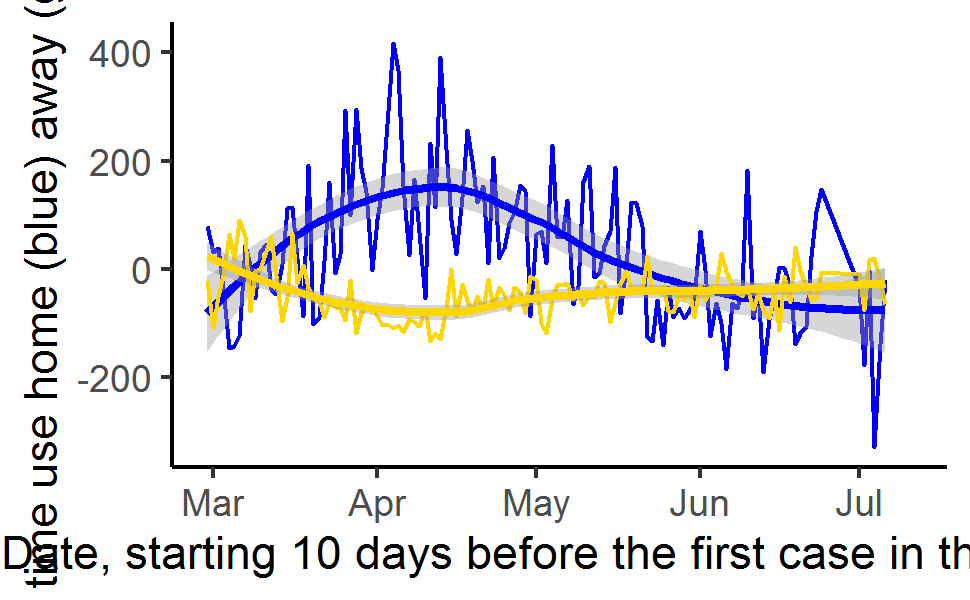 time use home (blue) away (
400
200
0
-200
Mar Apr May Jun Jul
Date, starting 10 days before the first case in th